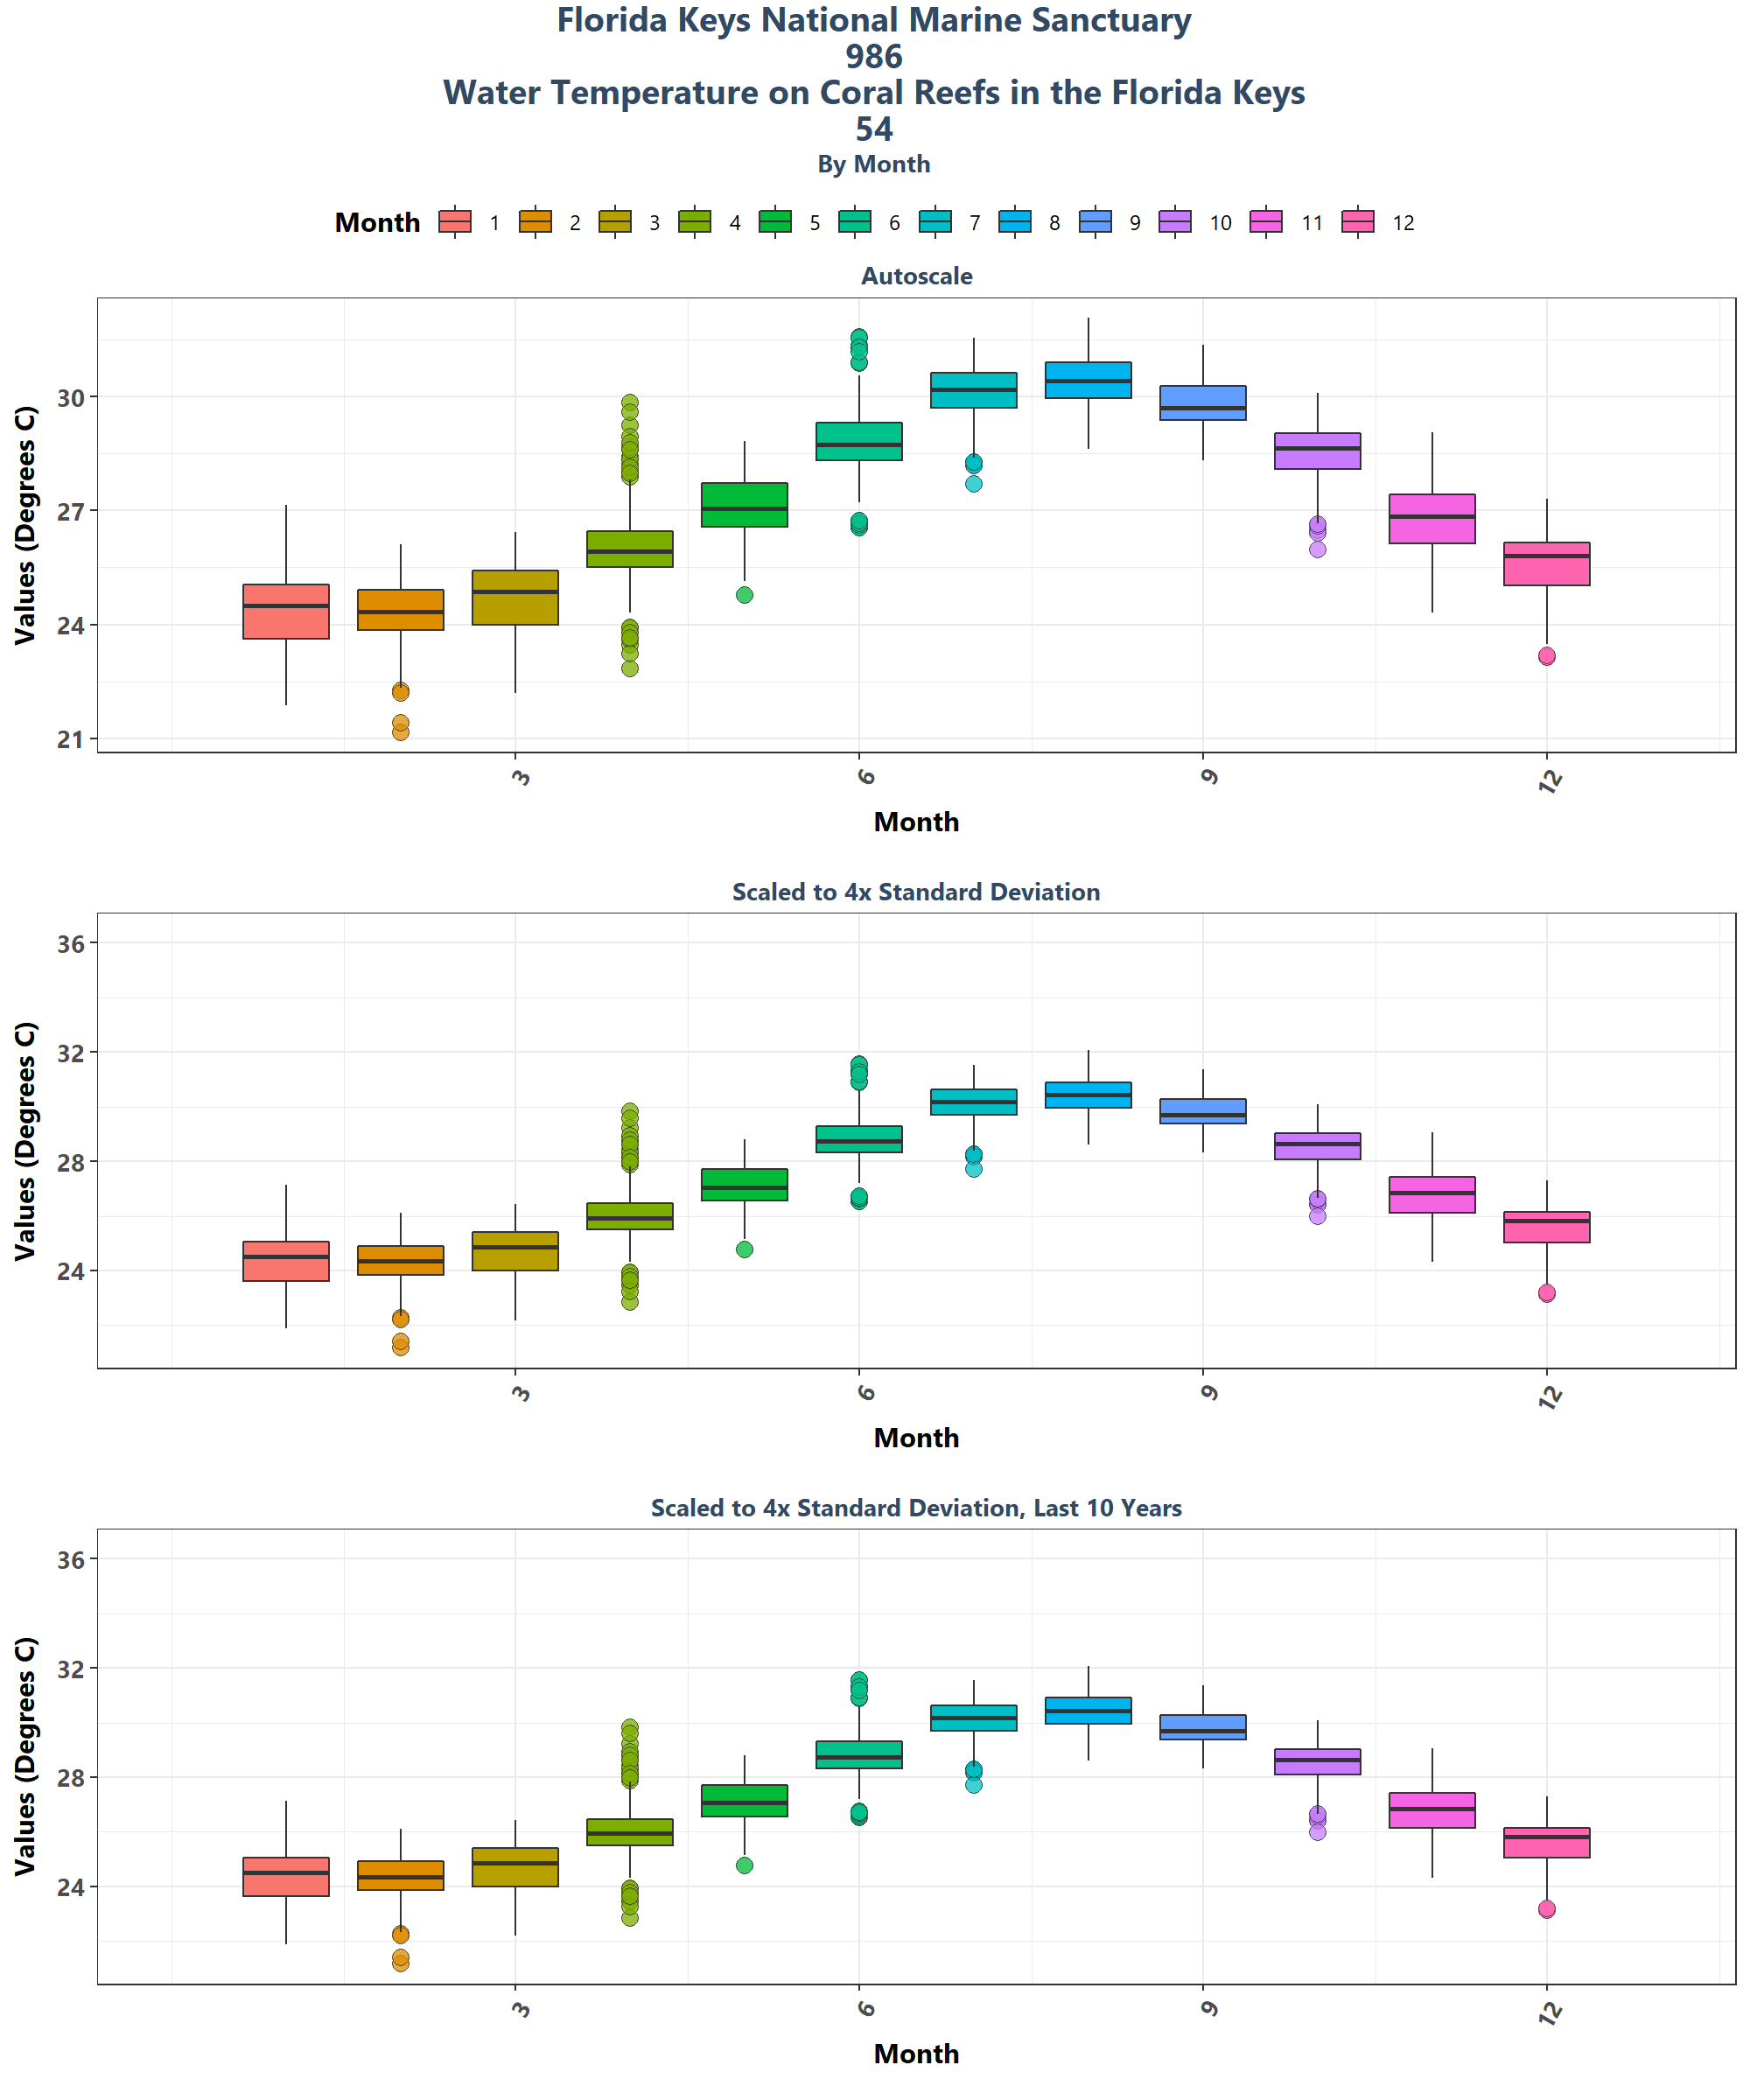 Florida Keys National Marine Sanctuary
986
Water Temperature on Coral Reefs in the Florida Keys
54
By Month
Month 1 2 3 4 5 6 7 8 9 10 11 12
Autoscale
Values (Degrees C)
30
27
24
21
3 6 9 12
Month
Scaled to 4x Standard Deviation
Values (Degrees C)
36
32
28
24
3 6 9 12
Month
Scaled to 4x Standard Deviation, Last 10 Years
Values (Degrees C)
36
32
28
24
3 6 9 12
Month